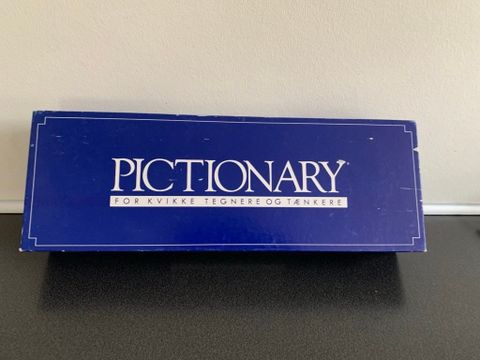 PICTIONARY
FOR KVIKKE TEGNERE OG TÆNKERE